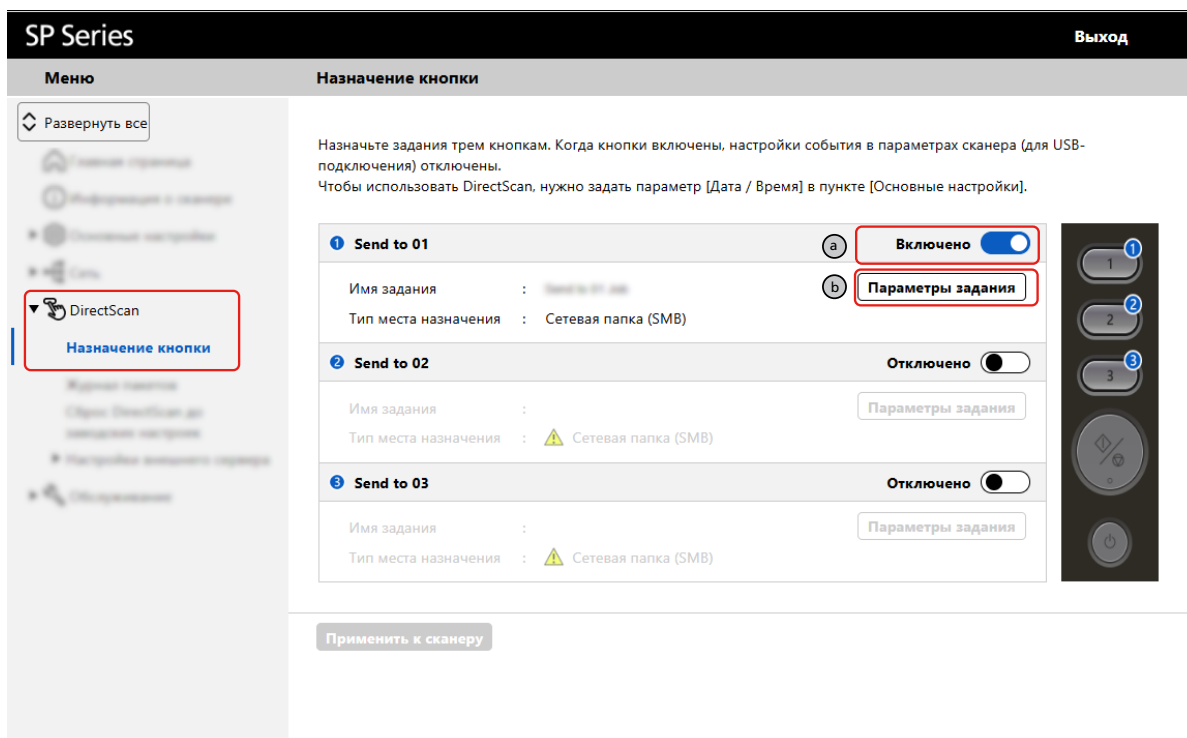 SP Series
Выход
Меню
Назначение кнопки
Развернуть все
DirectScan
Назначение кнопки
Назначьте задания трем кнопкам. Когда кнопки включены, настройки события в параметрах сканера (для USB-
подключения) отключены.
Чтобы использовать DirectScan, нужно задать параметр [Дата / Время] в пункте [Основные настройки].
1 Send to 01
a Включено
Имя задания :
b Параметры задания
Тип места назначения : Сетевая папка (SMB)
2 Send to 02
Отключено
Имя задания :
Параметры задания
Тип места назначения : Сетевая папка (SMB)
3 Send to 03
Отключено
Имя задания :
Параметры задания
Тип места назначения : Сетевая папка (SMB)
1 1
2 2
3 3
Применить к сканеру